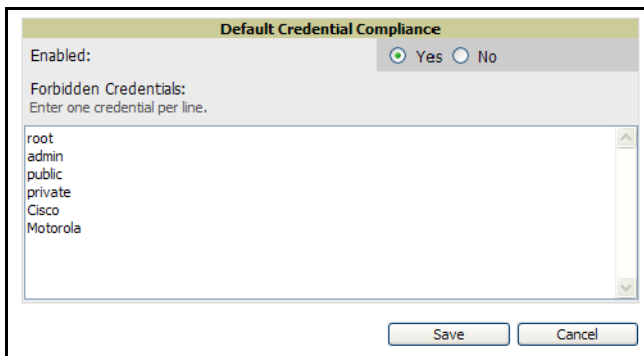 Default Credential Compliance
Enabled: Yes No
Forbidden Credentials:
Enter one credential per line.
root
admin
public
private
Cisco
Motorola
Save Cancel